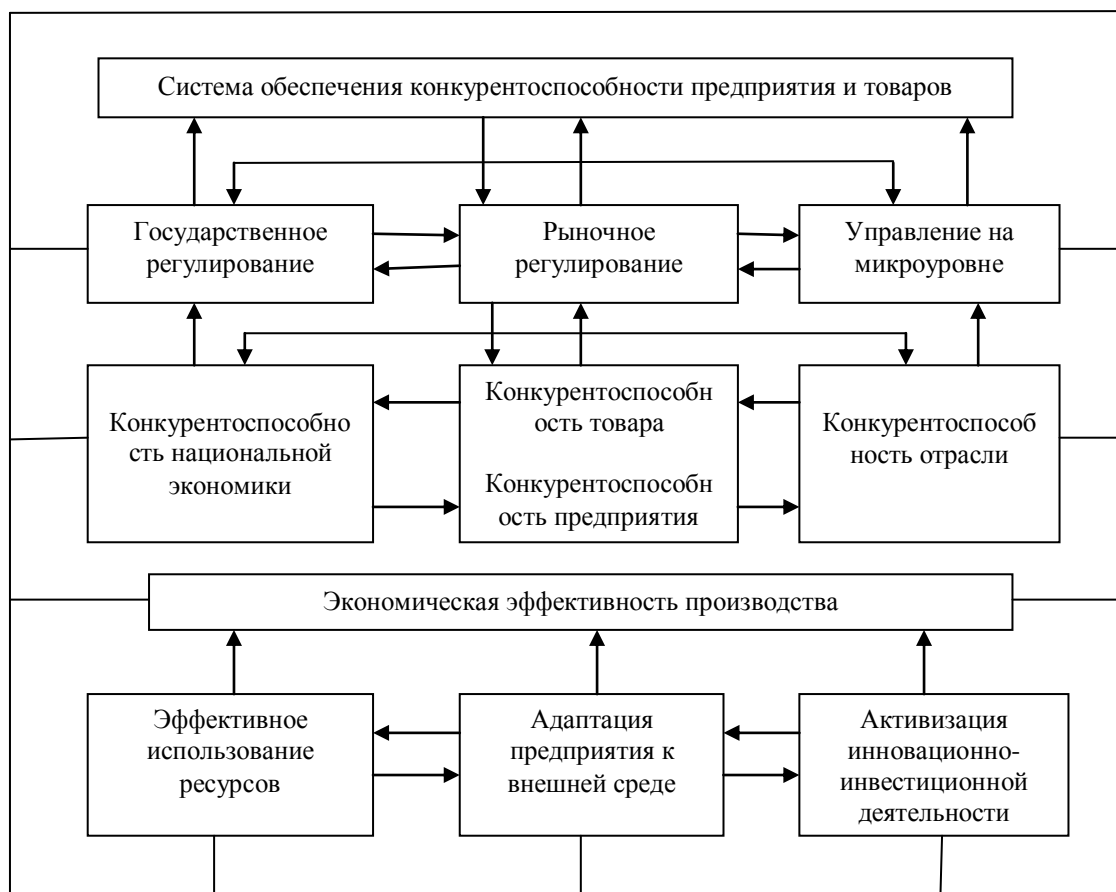 Система обеспечения конкурентоспособности предприятия и товаров
Государственное
регулирование
Рыночное
регулирование
Управление на
микроуровне
Конкурентоспособно
сть национальной
экономики
Конкурентоспособн
ость товара
Конкурентоспособн
ость предприятия
Конкурентоспособ
ность отрасли
Экономическая эффективность производства
Эффективное
использование
ресурсов
Адаптация
предприятия к
внешней среде
Активизация
инновационно-
инвестиционной
деятельности